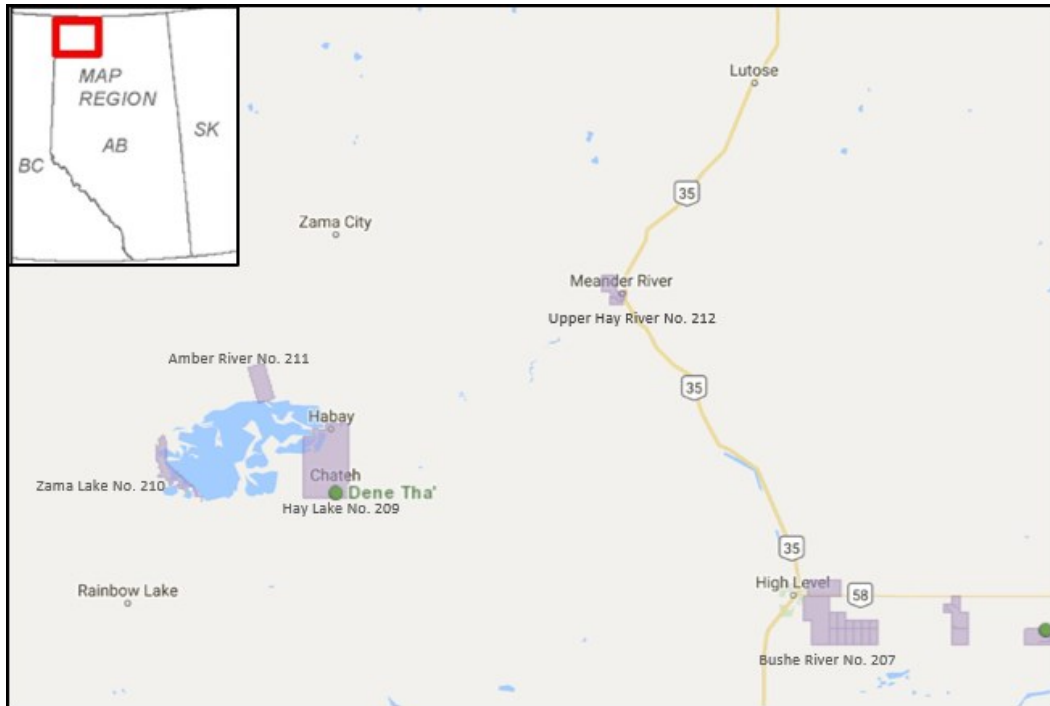 MAP
REGION
AB
SK
BC
Lutose
35
Zama City
Meander River
Upper Hay River No. 212
Amber River No. 211
35
Habay
Chateh
Zama Lake No. 210
Dene Tha'
Hay Lake No. 209
35
Rainbow Lake
High Level
58
Bushe River No. 207